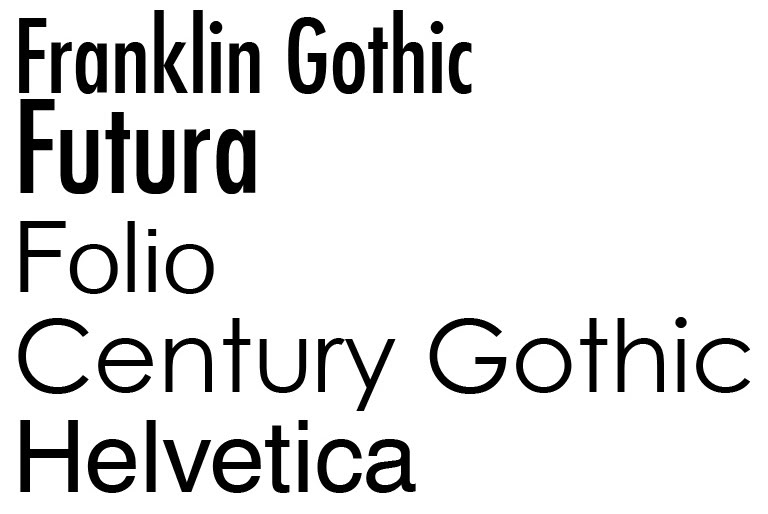 Franklin Gothic
Futura
Folio
Century Gothic
Helvetica